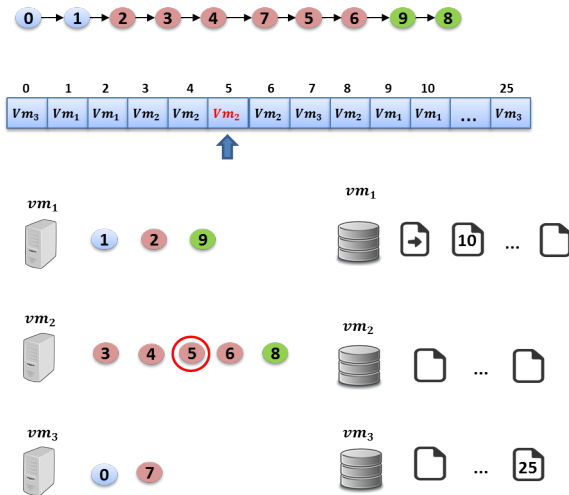 0 1 2 3 4 7 5 6 9 8
0 1 2 3 4 5 6 7 8 9 10 25
Vm₃ Vm₁ Vm₁ Vm₂ Vm₂ Vm₂ Vm₂ Vm₃ Vm₂ Vm₁ Vm₁ ... Vm₃
vm₁ vm₁
1 2 9 10 ...
vm₂ vm₂
3 4 5 6 8 ...
vm₃ vm₃
0 7 ... 25